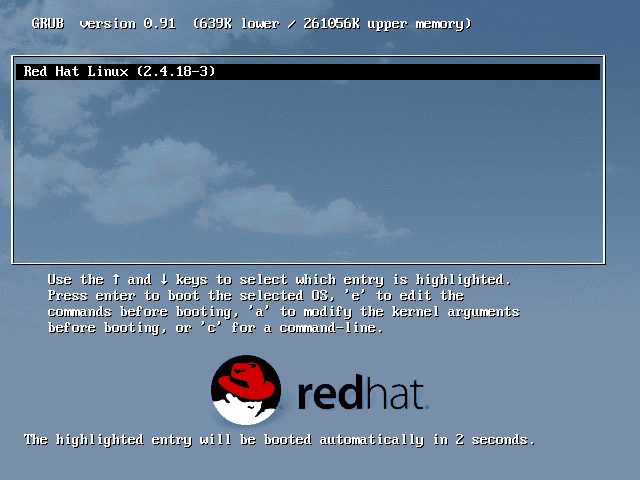 GRUB  version 0.91  (639K lower / 261056K upper memory)
Red Hat Linux (2.4.18-3)
Use the ↑ and ↓ keys to select which entry is highlighted.
Press enter to boot the selected OS, 'e' to edit the
commands before booting, 'a' to modify the kernel arguments
before booting, or 'c' for a command-line.
redhat.
The highlighted entry will be booted automatically in 2 seconds.